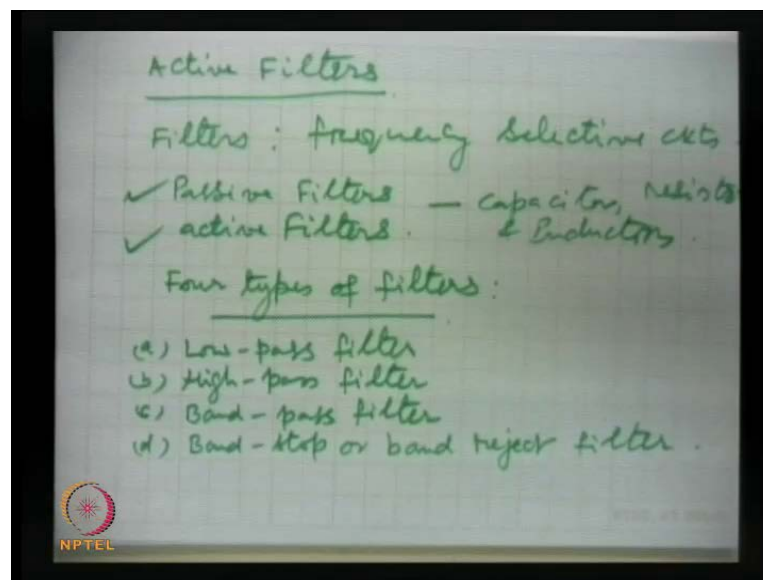 Active Filters
Filters : frequency Selective ckts
✓ Passive Filters — capacitors, resistors
✓ active Filters. & Inductors.
Four types of filters :
(a) Low-pass filter
(b) High-pass filter
(c) Band-pass filter
(d) Band-stop or band reject filter.
NPTEL